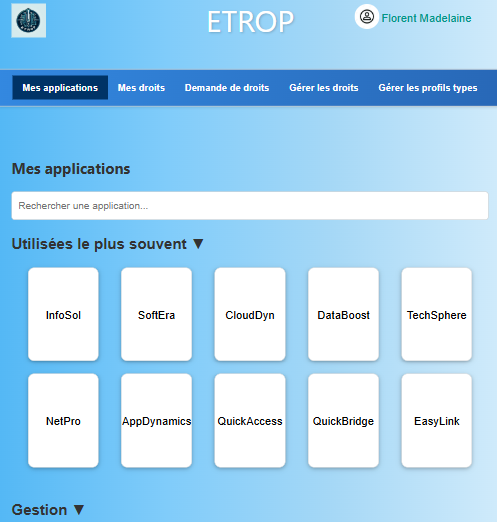 ETROP
Florent Madelaine
Mes applications Mes droits Demande de droits Gérer les droits Gérer les profils types
Mes applications
Rechercher une application...
Utilisées le plus souvent ▼
InfoSol SoftEra CloudDyn DataBoost TechSphere
NetPro AppDynamics QuickAccess QuickBridge EasyLink
Gestion ▼